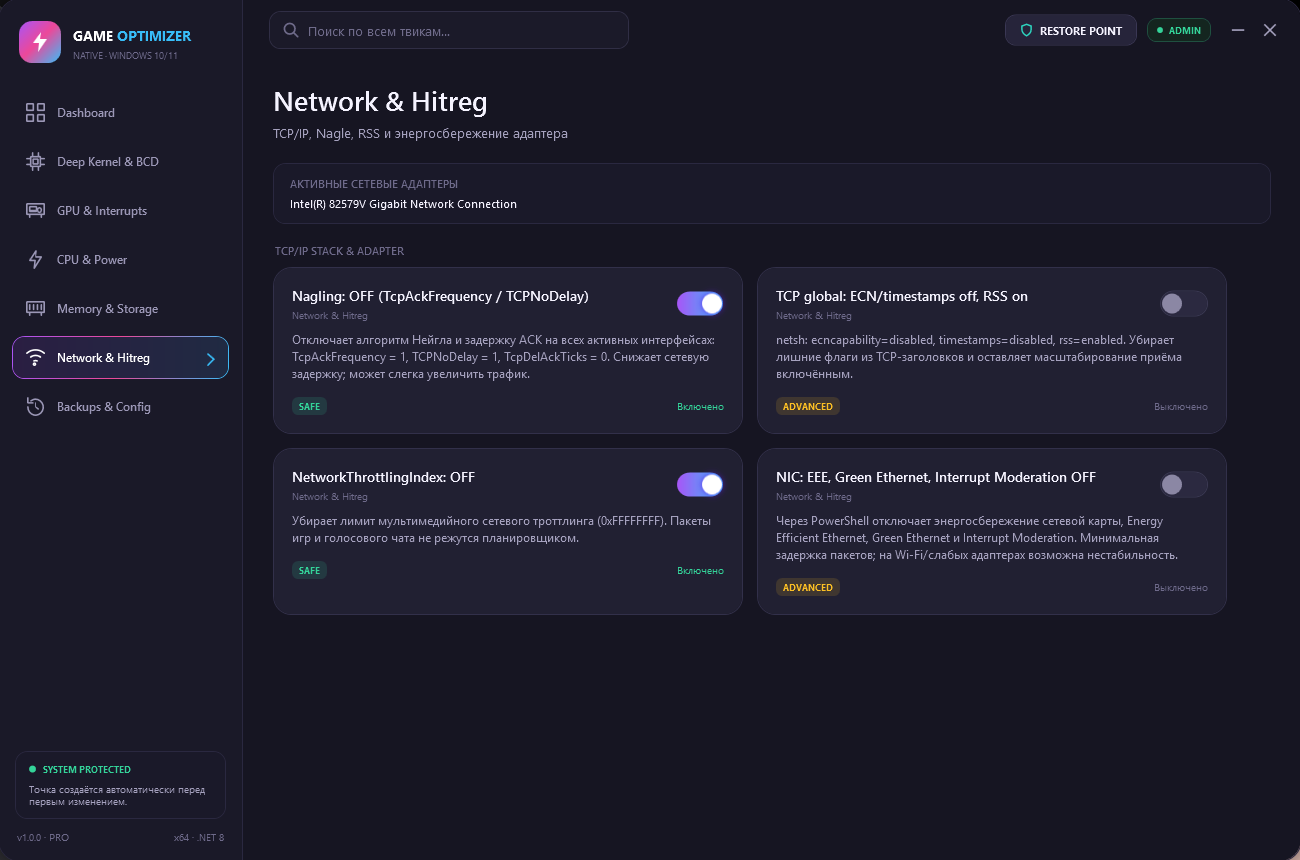 GAME OPTIMIZER
NATIVE · WINDOWS 10/11
Dashboard
Deep Kernel & BCD
GPU & Interrupts
CPU & Power
Memory & Storage
Network & Hitreg
Backups & Config
SYSTEM PROTECTED
Точка создаётся автоматически перед
первым изменением.
v1.0.0 · PRO
x64 · .NET 8
Поиск по всем твикам...
RESTORE POINT
ADMIN
Network & Hitreg
TCP/IP, Nagle, RSS и энергосбережение адаптера
АКТИВНЫЕ СЕТЕВЫЕ АДАПТЕРЫ
Intel(R) 82579V Gigabit Network Connection
TCP/IP STACK & ADAPTER
Nagling: OFF (TcpAckFrequency / TCPNoDelay)
Network & Hitreg
Отключает алгоритм Нейгла и задержку ACK на всех активных интерфейсах:
TcpAckFrequency = 1, TCPNoDelay = 1, TcpDelAckTicks = 0. Снижает сетевую
задержку; может слегка увеличить трафик.
SAFE
Включено
TCP global: ECN/timestamps off, RSS on
Network & Hitreg
netsh: ecncapability=disabled, timestamps=disabled, rss=enabled. Убирает
лишние флаги из TCP-заголовков и оставляет масштабирование приёма
включённым.
ADVANCED
Выключено
NetworkThrottlingIndex: OFF
Network & Hitreg
Убирает лимит мультимедийного сетевого троттлинга (0xFFFFFFFF). Пакеты
игр и голосового чата не режутся планировщиком.
SAFE
Включено
NIC: EEE, Green Ethernet, Interrupt Moderation OFF
Network & Hitreg
Через PowerShell отключает энергосбережение сетевой карты, Energy
Efficient Ethernet, Green Ethernet и Interrupt Moderation. Минимальная
задержка пакетов; на Wi-Fi/слабых адаптерах возможна нестабильность.
ADVANCED
Выключено